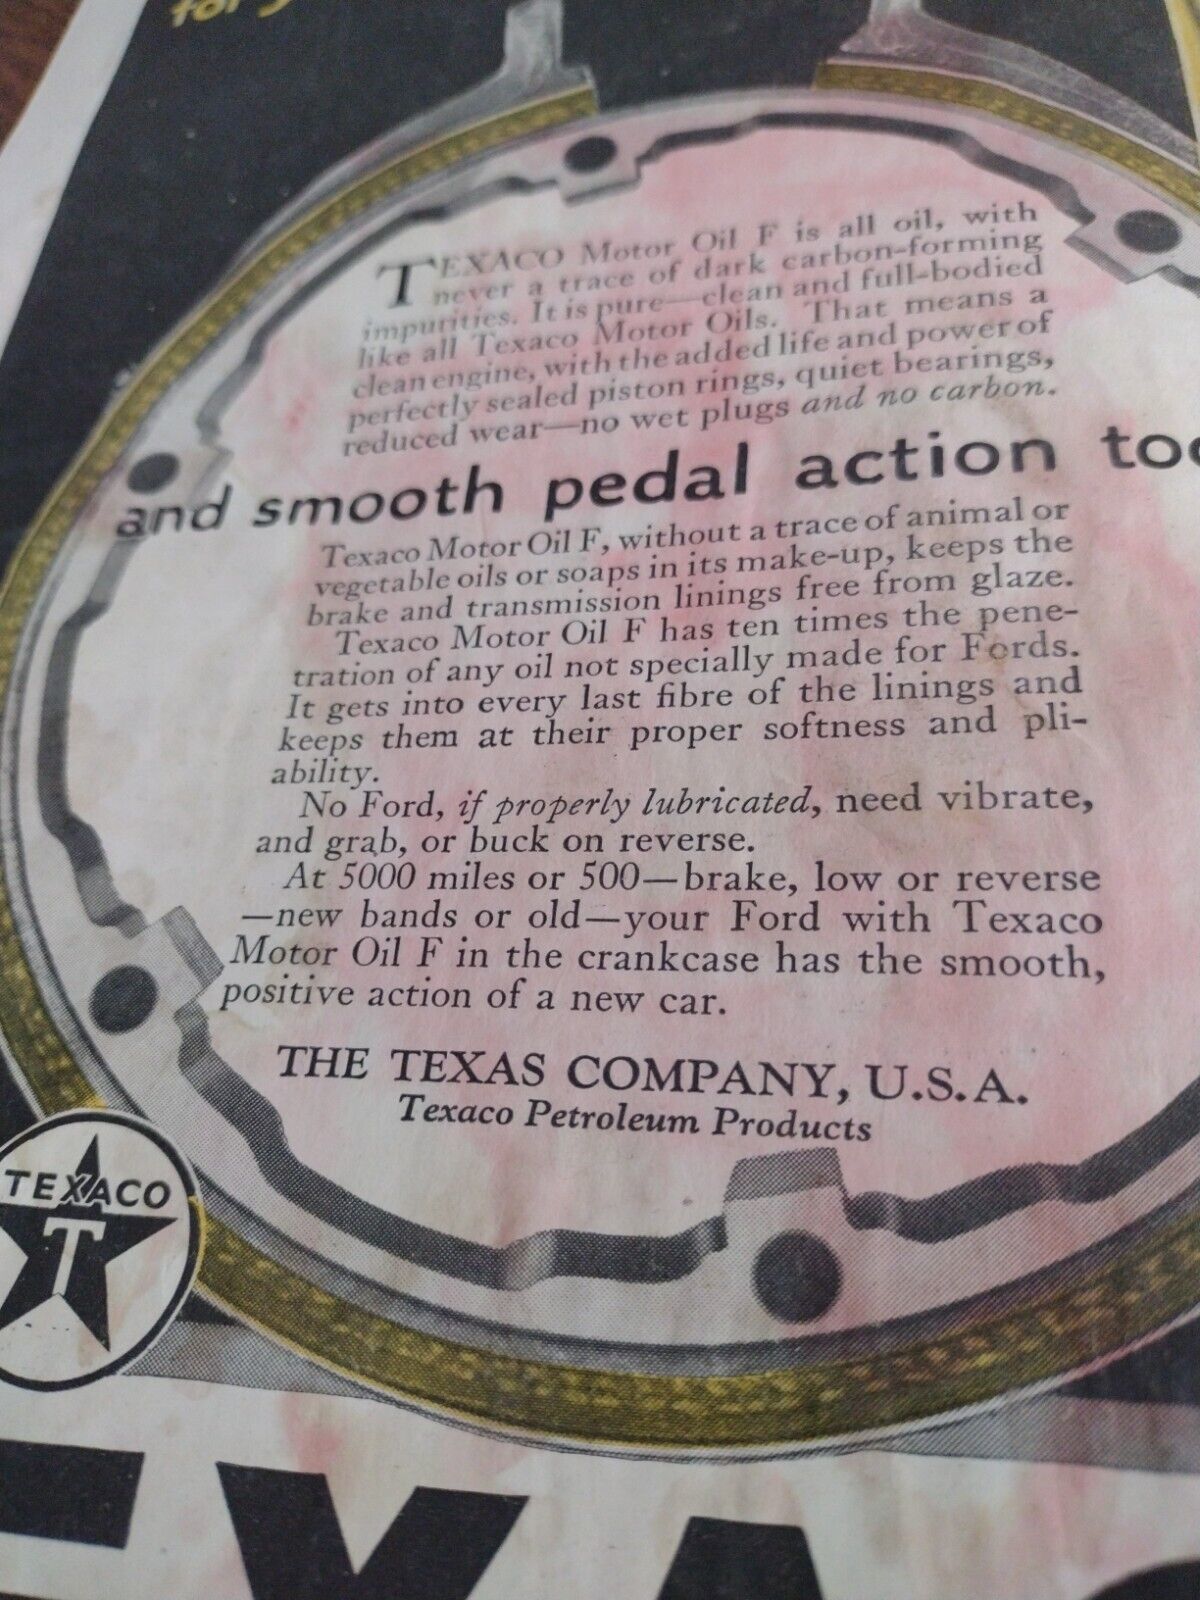 for
TEXACO Motor Oil F is all oil, with
never a trace of dark carbon-forming
impurities. It is pure—clean and full-bodied
like all Texaco Motor Oils. That means a
clean engine, with the added life and power of
perfectly sealed piston rings, quiet bearings,
reduced wear—no wet plugs and no carbon.
and smooth pedal action too
Texaco Motor Oil F, without a trace of animal or
vegetable oils or soaps in its make-up, keeps the
brake and transmission linings free from glaze.
Texaco Motor Oil F has ten times the pene-
tration of any oil not specially made for Fords.
It gets into every last fibre of the linings and
keeps them at their proper softness and pli-
ability.
No Ford, if properly lubricated, need vibrate,
and grab, or buck on reverse.
At 5000 miles or 500—brake, low or reverse
—new bands or old—your Ford with Texaco
Motor Oil F in the crankcase has the smooth,
positive action of a new car.
THE TEXAS COMPANY, U.S.A.
Texaco Petroleum Products
TEXACO
T